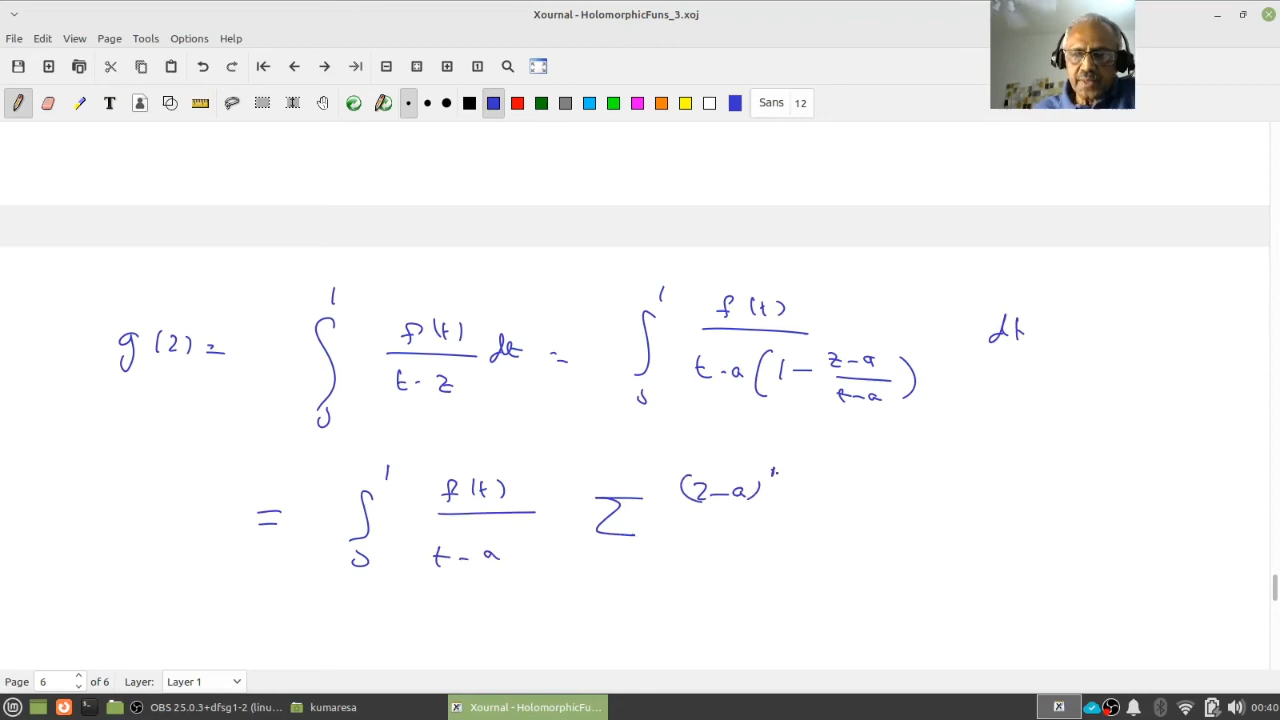 Xournal - HolomorphicFuns_3.xoj
File Edit View Page Tools Options Help
Sans 12
g(z) = ∫₀¹ f(t)/(t - z) dt = ∫₀¹ f(t)/(t - a(1 - (z-a)/(t-a))) dt
= ∫₀¹ f(t)/(t - a) Σ (z-a)
Page 6 of 6 Layer: Layer 1
OBS 25.0.3+dfsg1-2 (linu... kumaresa Xournal - HolomorphicFu... 00:40